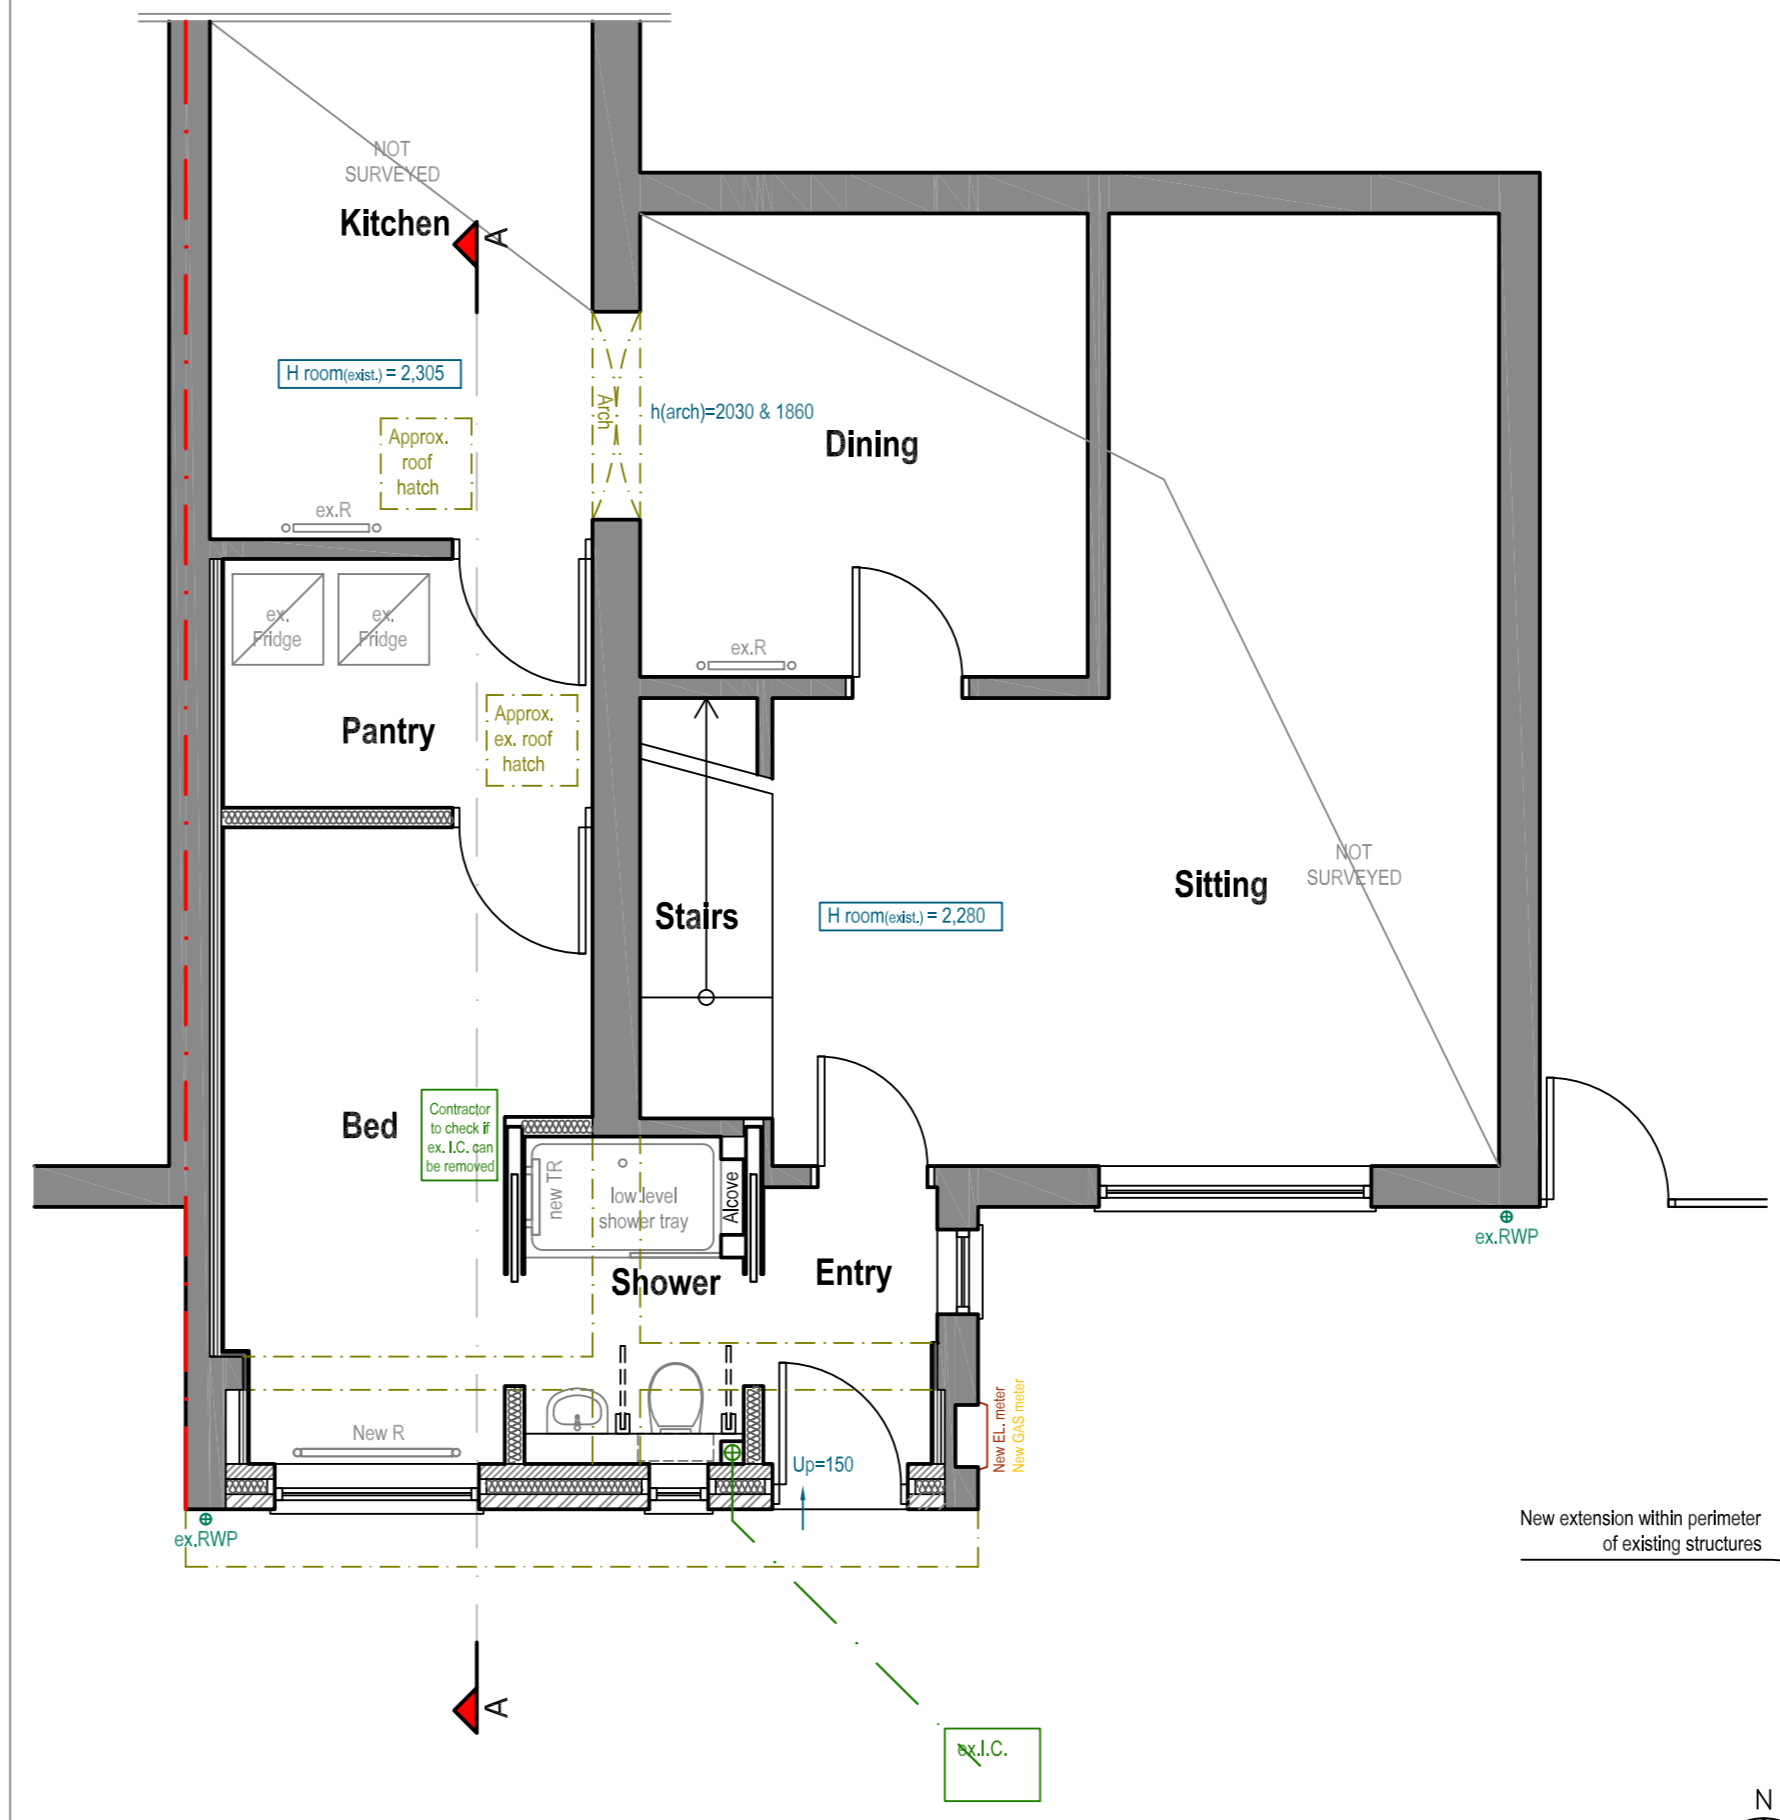 NOT
SURVEYED
Kitchen
A
H room(exist.) = 2,305
Approx.
roof
hatch
Arch
h(arch)=2030 & 1860
Dining
ex.R
ex.
Fridge
ex.
Fridge
ex.R
Pantry
Approx.
ex. roof
hatch
Stairs
H room(exist.) = 2,280
Sitting
NOT
SURVEYED
Bed
Contractor
to check if
ex. I.C. can
be removed
new TR
low level
shower tray
Alcove
Shower
Entry
ex.RWP
New R
Up=150
New EL. meter
New GAS meter
ex.RWP
New extension within perimeter
of existing structures
A
ex.I.C.
N